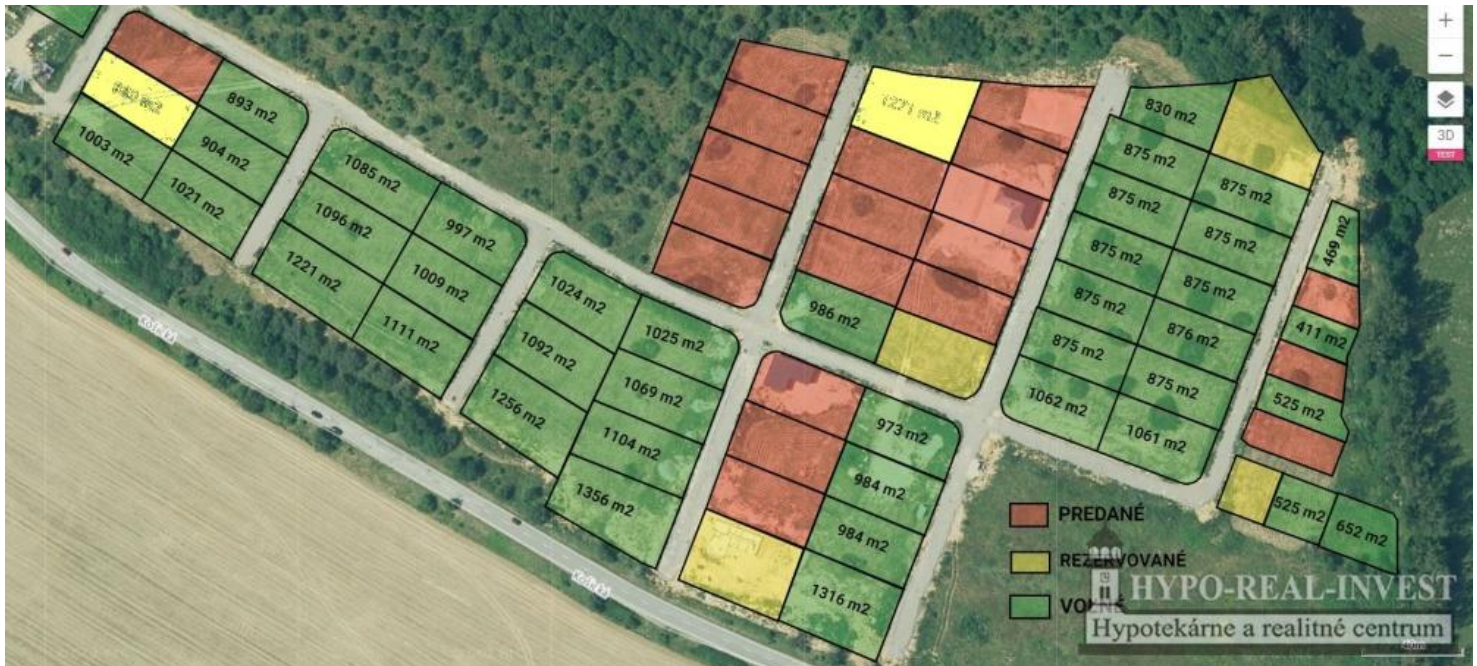 893 m2
1003 m2
904 m2
1021 m2
1085 m2
1096 m2
997 m2
1221 m2
1009 m2
1111 m2
1024 m2
1025 m2
1092 m2
1069 m2
1256 m2
1104 m2
1356 m2
986 m2
973 m2
984 m2
984 m2
1316 m2
830 m2
875 m2
875 m2
875 m2
875 m2
875 m2
875 m2
875 m2
875 m2
876 m2
875 m2
1062 m2
1061 m2
469 m2
411 m2
525 m2
525 m2
652 m2
Košická
Košická
PREDANÉ
REZERVOVANÉ
VOĽNÉ
HYPO-REAL-INVEST
Hypotekárne a realitné centrum
40m
+
−
3D
TEST